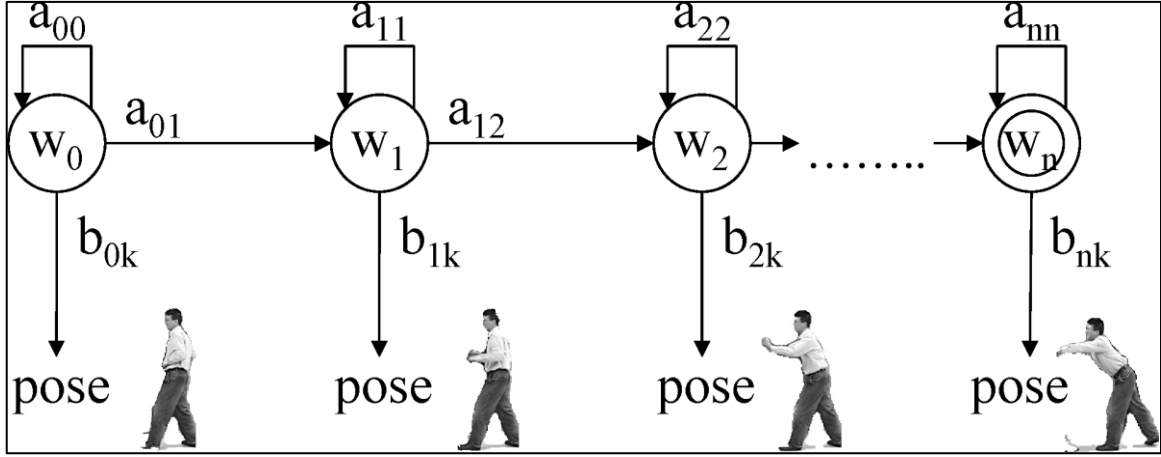 a₀₀ a₁₁ a₂₂ aₙₙ
a₀₁ a₁₂
w₀ w₁ w₂ ........ wₙ
b₀ₖ b₁ₖ b₂ₖ bₙₖ
pose pose pose pose